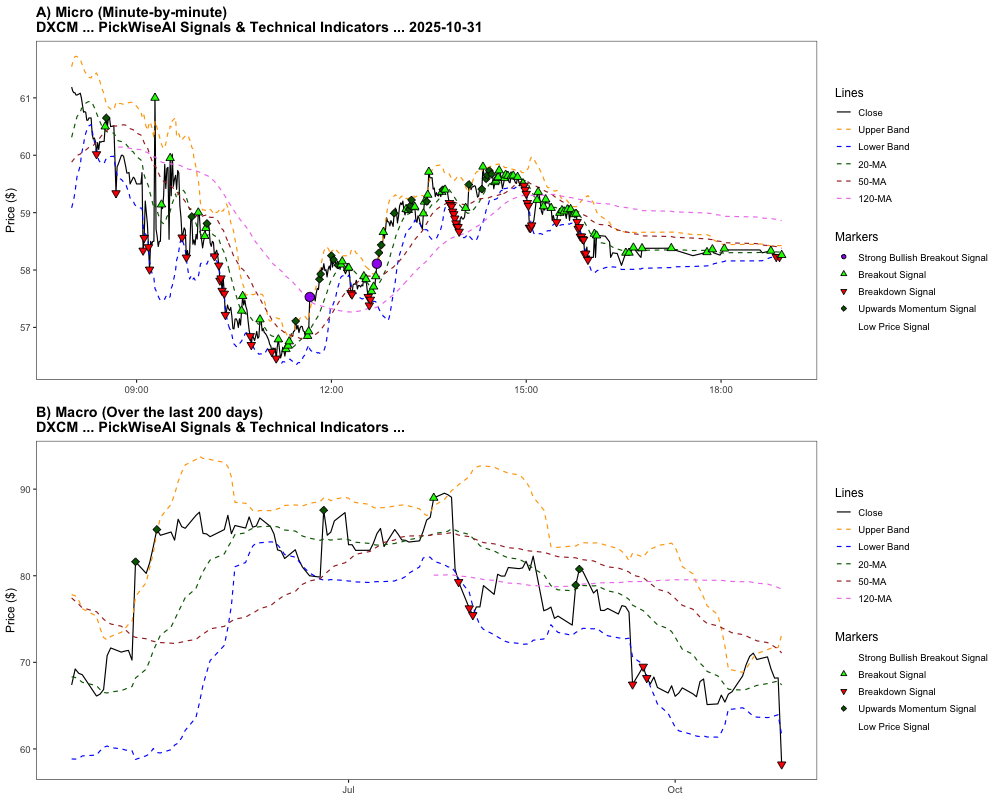 A) Micro (Minute-by-minute)
DXCM ... PickWiseAI Signals & Technical Indicators ... 2025-10-31
Price ($)
61
60
59
58
57
09:00
12:00
15:00
18:00
Lines
Close
Upper Band
Lower Band
20-MA
50-MA
120-MA
Markers
Strong Bullish Breakout Signal
Breakout Signal
Breakdown Signal
Upwards Momentum Signal
Low Price Signal
B) Macro (Over the last 200 days)
DXCM ... PickWiseAI Signals & Technical Indicators ...
Price ($)
90
80
70
60
Jul
Oct
Lines
Close
Upper Band
Lower Band
20-MA
50-MA
120-MA
Markers
Strong Bullish Breakout Signal
Breakout Signal
Breakdown Signal
Upwards Momentum Signal
Low Price Signal